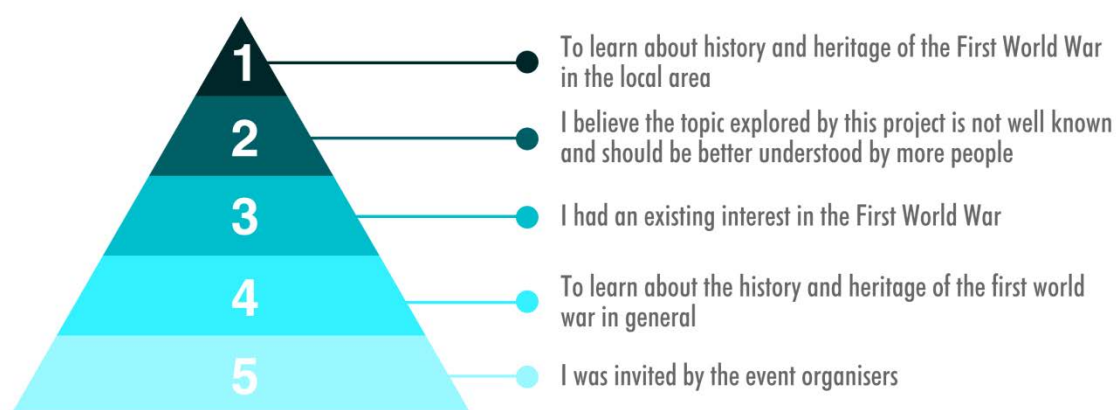 1
To learn about history and heritage of the First World War
in the local area
2
I believe the topic explored by this project is not well known
and should be better understood by more people
3
I had an existing interest in the First World War
4
To learn about the history and heritage of the first world
war in general
5
I was invited by the event organisers